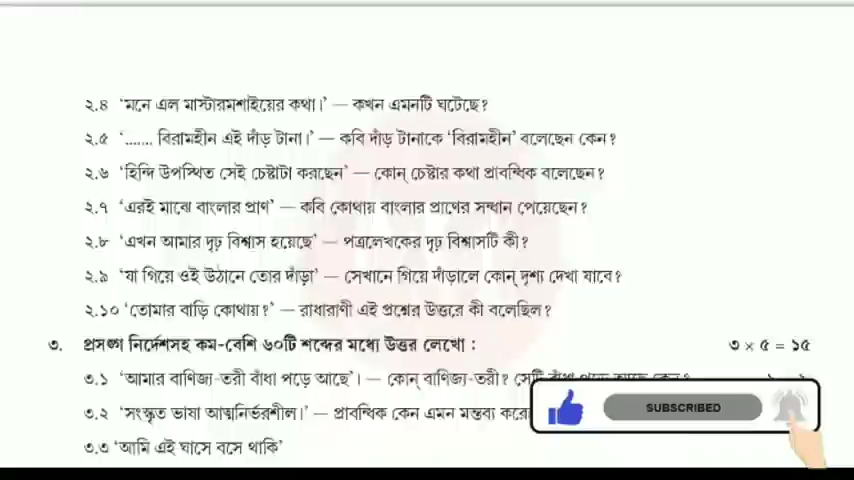 ২.৪ 'মনে এল মাস্টারমশাইয়ের কথা।' — কখন এমনটি ঘটেছে?
২.৫ '....... বিরামহীন এই দাঁড় টানা।' — কবি দাঁড় টানাকে 'বিরামহীন' বলেছেন কেন?
২.৬ 'হিন্দি উপস্থিত সেই চেষ্টাটা করছেন' — কোন্ চেষ্টার কথা প্রাবন্ধিক বলেছেন?
২.৭ 'এরই মাঝে বাংলার প্রাণ' — কবি কোথায় বাংলার প্রাণের সন্ধান পেয়েছেন?
২.৮ 'এখন আমার দৃঢ় বিশ্বাস হয়েছে' — পত্রলেখকের দৃঢ় বিশ্বাসটি কী?
২.৯ 'যা গিয়ে ওই উঠানে তোর দাঁড়া' — সেখানে গিয়ে দাঁড়ালে কোন্ দৃশ্য দেখা যাবে?
২.১০ 'তোমার বাড়ি কোথায়?' — রাধারাণী এই প্রশ্নের উত্তরে কী বলেছিল?
৩. প্রসঙ্গ নির্দেশসহ কম-বেশি ৬০টি শব্দের মধ্যে উত্তর লেখো : ৩ × ৫ = ১৫
৩.১ 'আমার বাণিজ্য-তরী বাঁধা পড়ে আছে'। — কোন্ বাণিজ্য-তরী? সেটি বাঁধা পড়ে আছে কেন?
৩.২ 'সংস্কৃত ভাষা আত্মনির্ভরশীল।' — প্রাবন্ধিক কেন এমন মন্তব্য
SUBSCRIBED
৩.৩ 'আমি এই ঘাসে বসে থাকি'